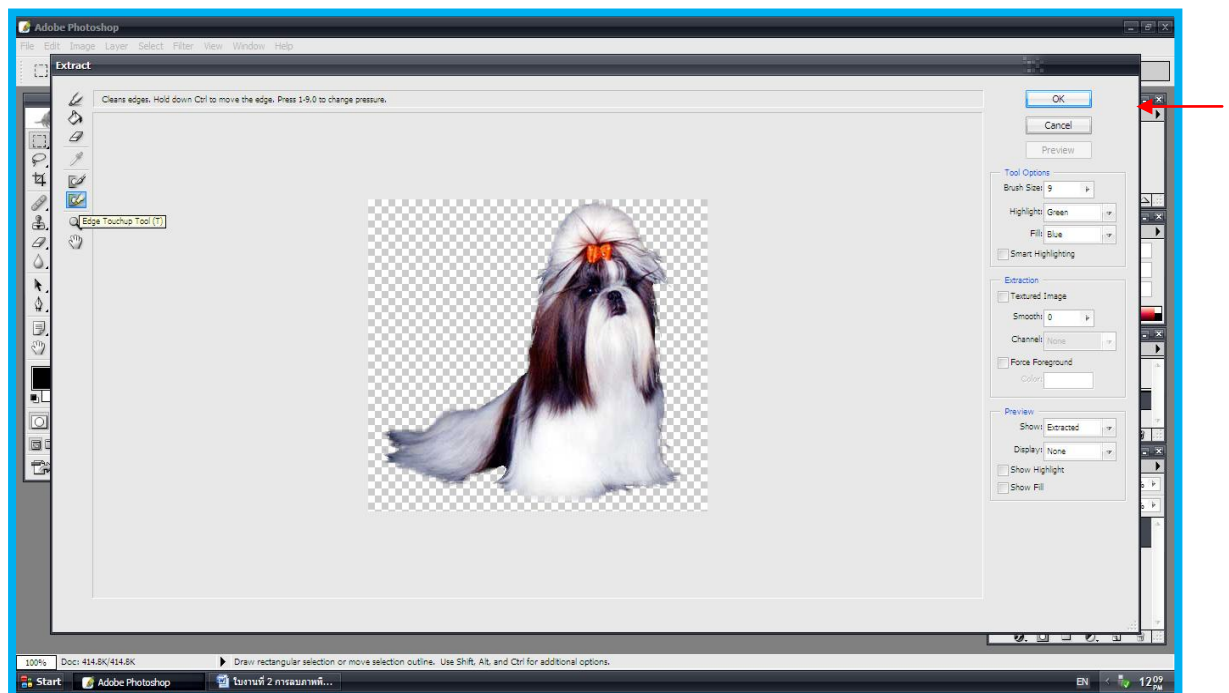 Adobe Photoshop
File Edit Image Layer Select Filter View Window Help
Extract
Cleans edges. Hold down Ctrl to move the edge. Press 1-9.0 to change pressure.
Edge Touchup Tool (T)
OK
Cancel
Preview
Tool Options
Brush Size: 9
Highlight: Green
Fill: Blue
Smart Highlighting
Extraction
Textured Image
Smooth: 0
Channel: None
Force Foreground
Color:
Preview
Show: Extracted
Display: None
Show Highlight
Show Fill
100% Doc: 414.8K/414.8K Draw rectangular selection or move selection outline. Use Shift, Alt, and Ctrl for additional options.
Start Adobe Photoshop ใบงานที่ 2 การลบภาพพื... EN 12:09 PM